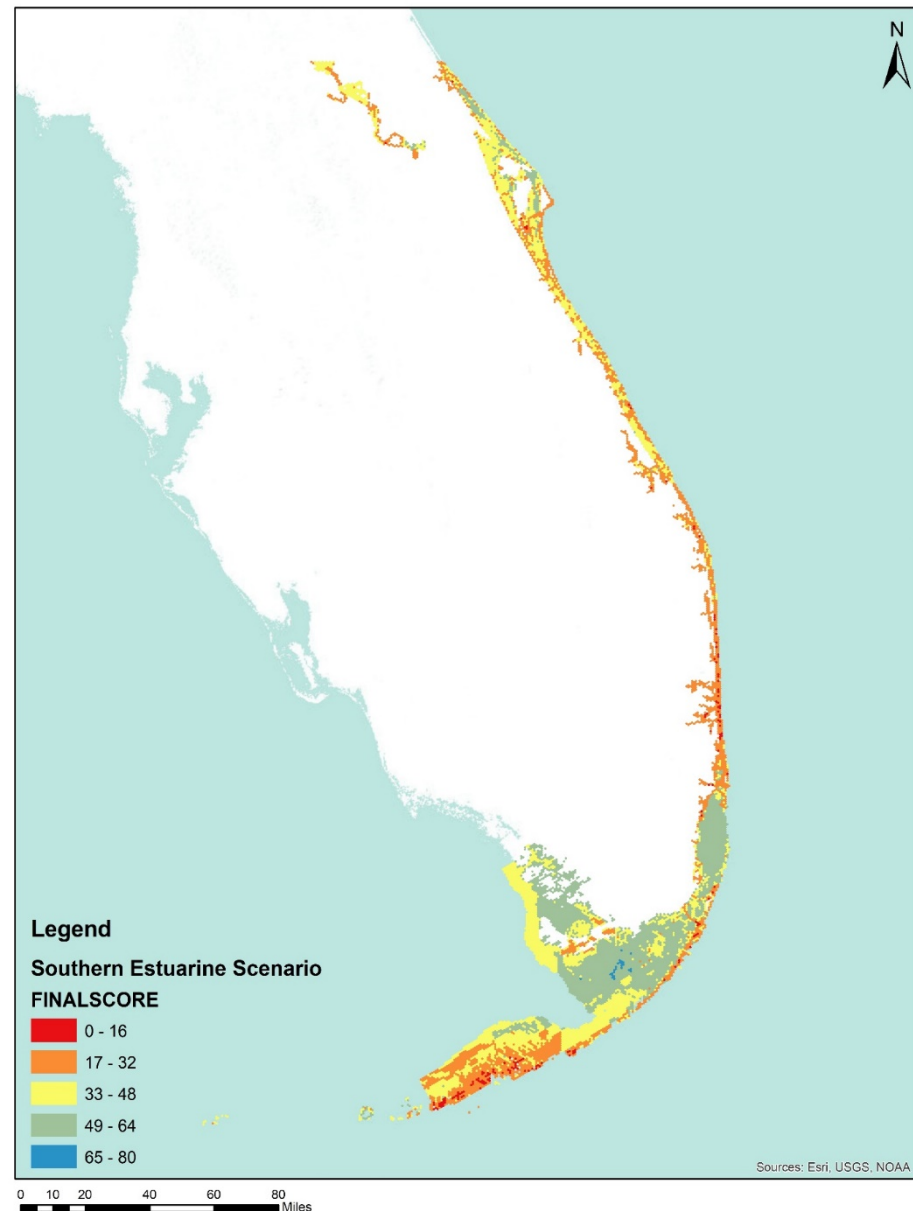 N
Legend
Southern Estuarine Scenario
FINALSCORE
0 - 16
17 - 32
33 - 48
49 - 64
65 - 80
Sources: Esri, USGS, NOAA
0 10 20 40 60 80
Miles